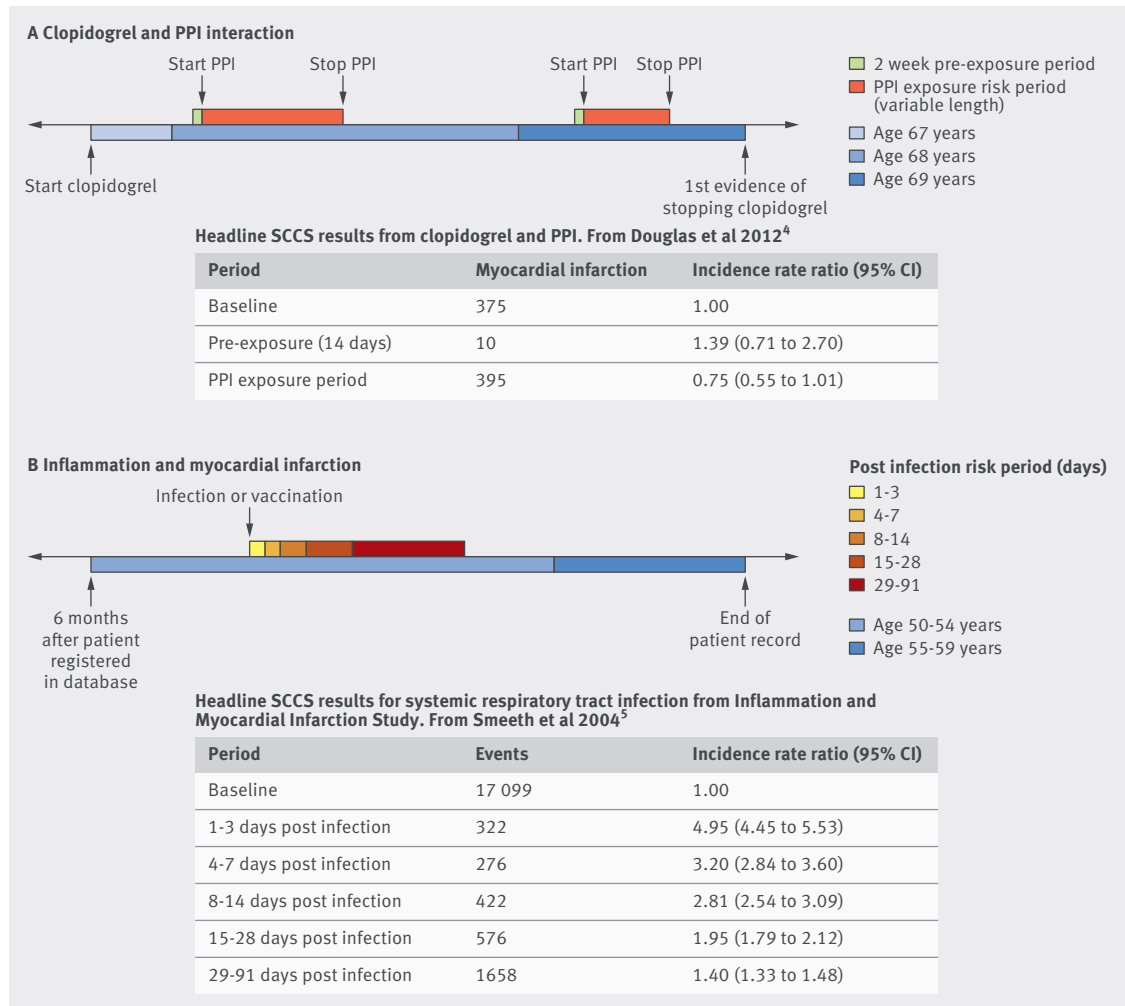 A Clopidogrel and PPI interaction
Start PPI
Stop PPI
Start PPI
Stop PPI
2 week pre-exposure period
PPI exposure risk period
(variable length)
Age 67 years
Age 68 years
Age 69 years
Start clopidogrel
1st evidence of
stopping clopidogrel
Headline SCCS results from clopidogrel and PPI. From Douglas et al 2012⁴
Period Myocardial infarction Incidence rate ratio (95% CI)
Baseline 375 1.00
Pre-exposure (14 days) 10 1.39 (0.71 to 2.70)
PPI exposure period 395 0.75 (0.55 to 1.01)
B Inflammation and myocardial infarction
Infection or vaccination
Post infection risk period (days)
1-3
4-7
8-14
15-28
29-91
Age 50-54 years
Age 55-59 years
6 months
after patient
registered
in database
End of
patient record
Headline SCCS results for systemic respiratory tract infection from Inflammation and
Myocardial Infarction Study. From Smeeth et al 2004⁵
Period Events Incidence rate ratio (95% CI)
Baseline 17 099 1.00
1-3 days post infection 322 4.95 (4.45 to 5.53)
4-7 days post infection 276 3.20 (2.84 to 3.60)
8-14 days post infection 422 2.81 (2.54 to 3.09)
15-28 days post infection 576 1.95 (1.79 to 2.12)
29-91 days post infection 1658 1.40 (1.33 to 1.48)